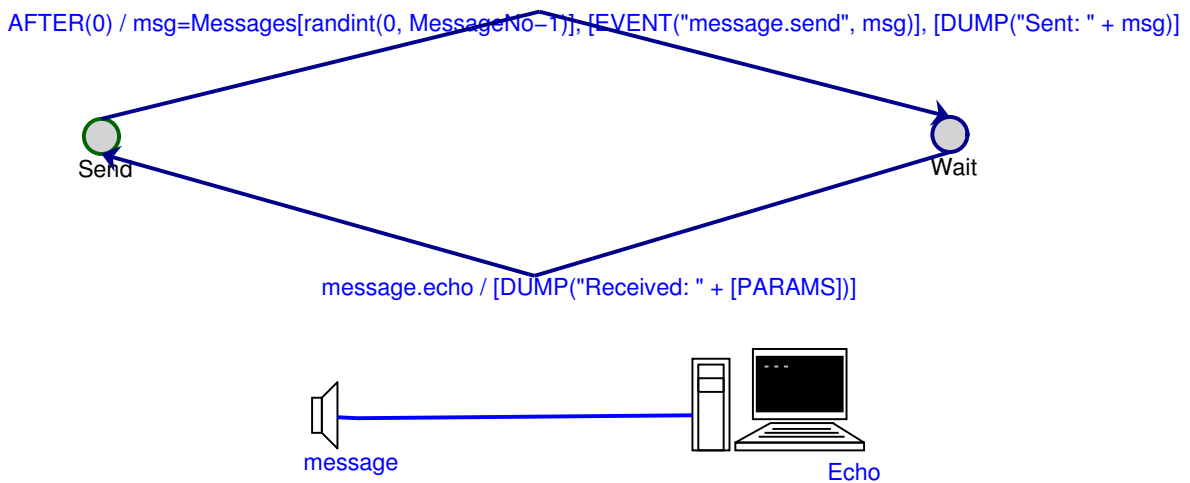 AFTER(0) / msg=Messages[randint(0, MessageNo−1)], [EVENT("message.send", msg)], [DUMP("Sent: " + msg)]
Send
Wait
message.echo / [DUMP("Received: " + [PARAMS])]
message
Echo